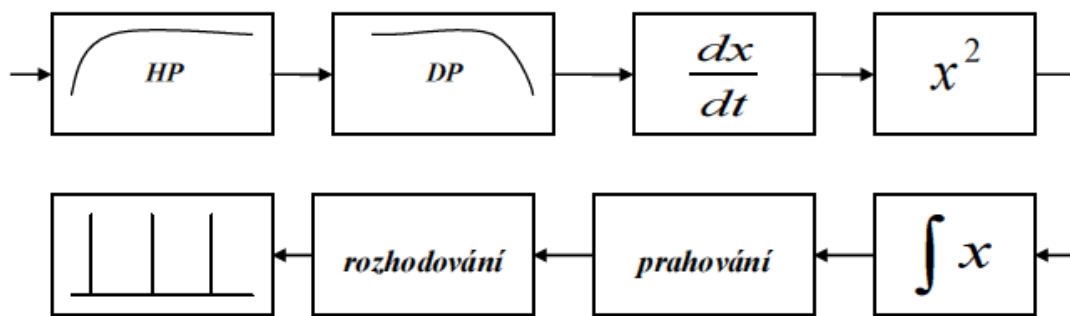 HP
DP
dx
dt
x²
∫ x
prahování
rozhodování